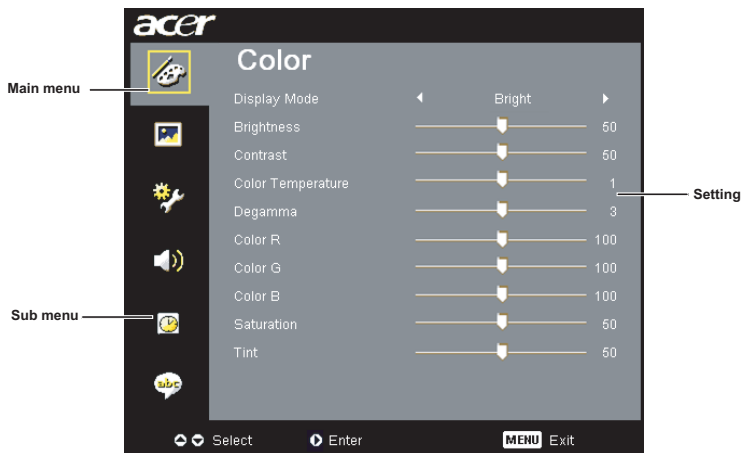 acer
Color
Main menu
Display Mode Bright
Brightness 50
Contrast 50
Color Temperature 1
Setting
Degamma 3
Color R 100
Color G 100
Color B 100
Sub menu
Saturation 50
Tint 50
abc
Select Enter MENU Exit